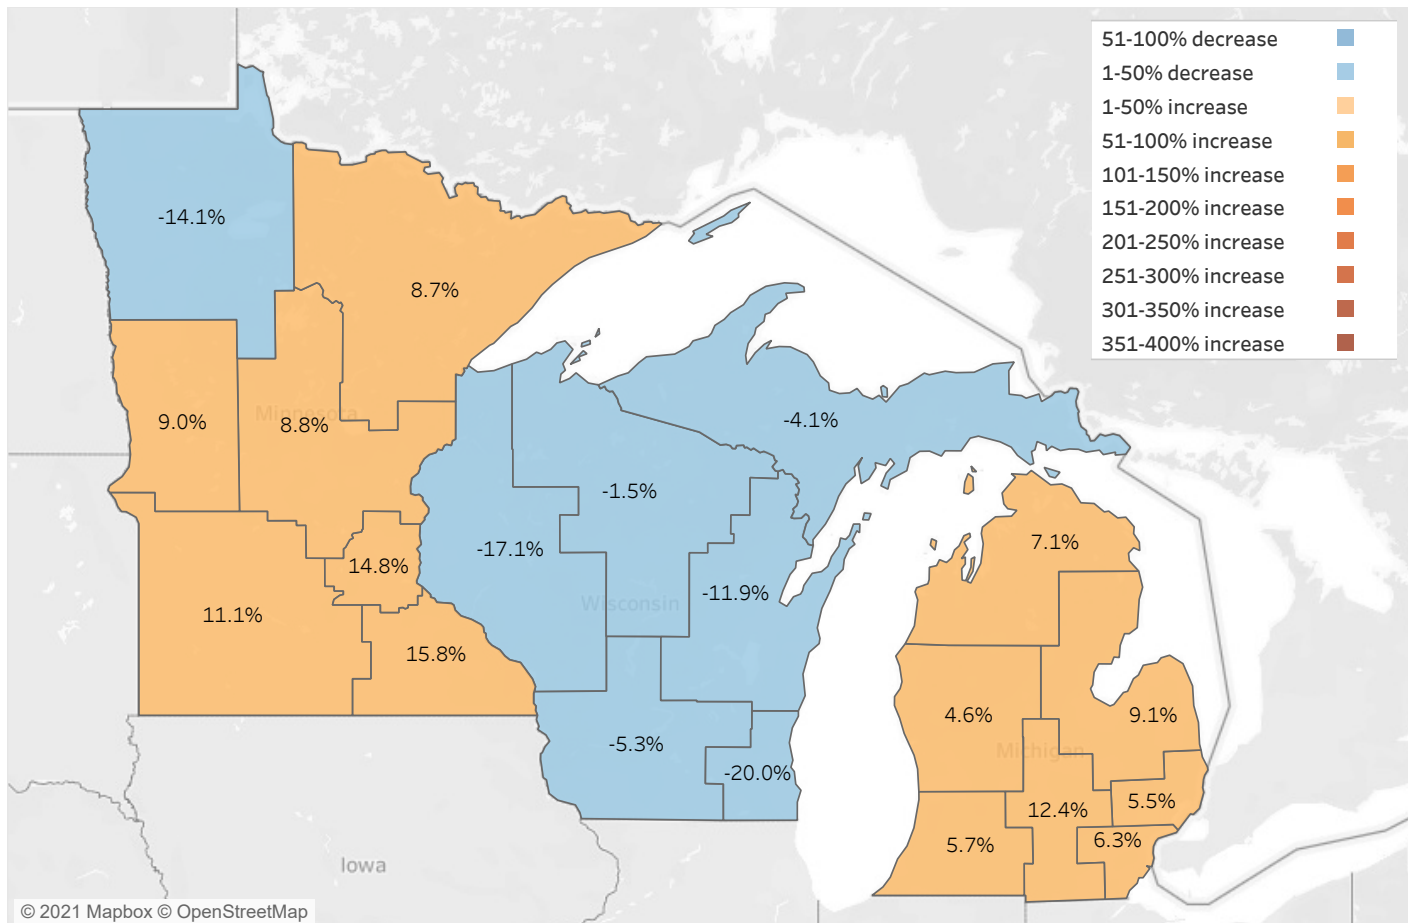 51-100% decrease
1-50% decrease
1-50% increase
51-100% increase
101-150% increase
151-200% increase
201-250% increase
251-300% increase
301-350% increase
351-400% increase
-14.1%
8.7%
9.0%
Minnesota
8.8%
-4.1%
-1.5%
-17.1%
7.1%
14.8%
-11.9%
Wisconsin
11.1%
15.8%
4.6%
9.1%
-5.3%
Michigan
-20.0%
12.4%
5.5%
5.7%
6.3%
Iowa
© 2021 Mapbox © OpenStreetMap